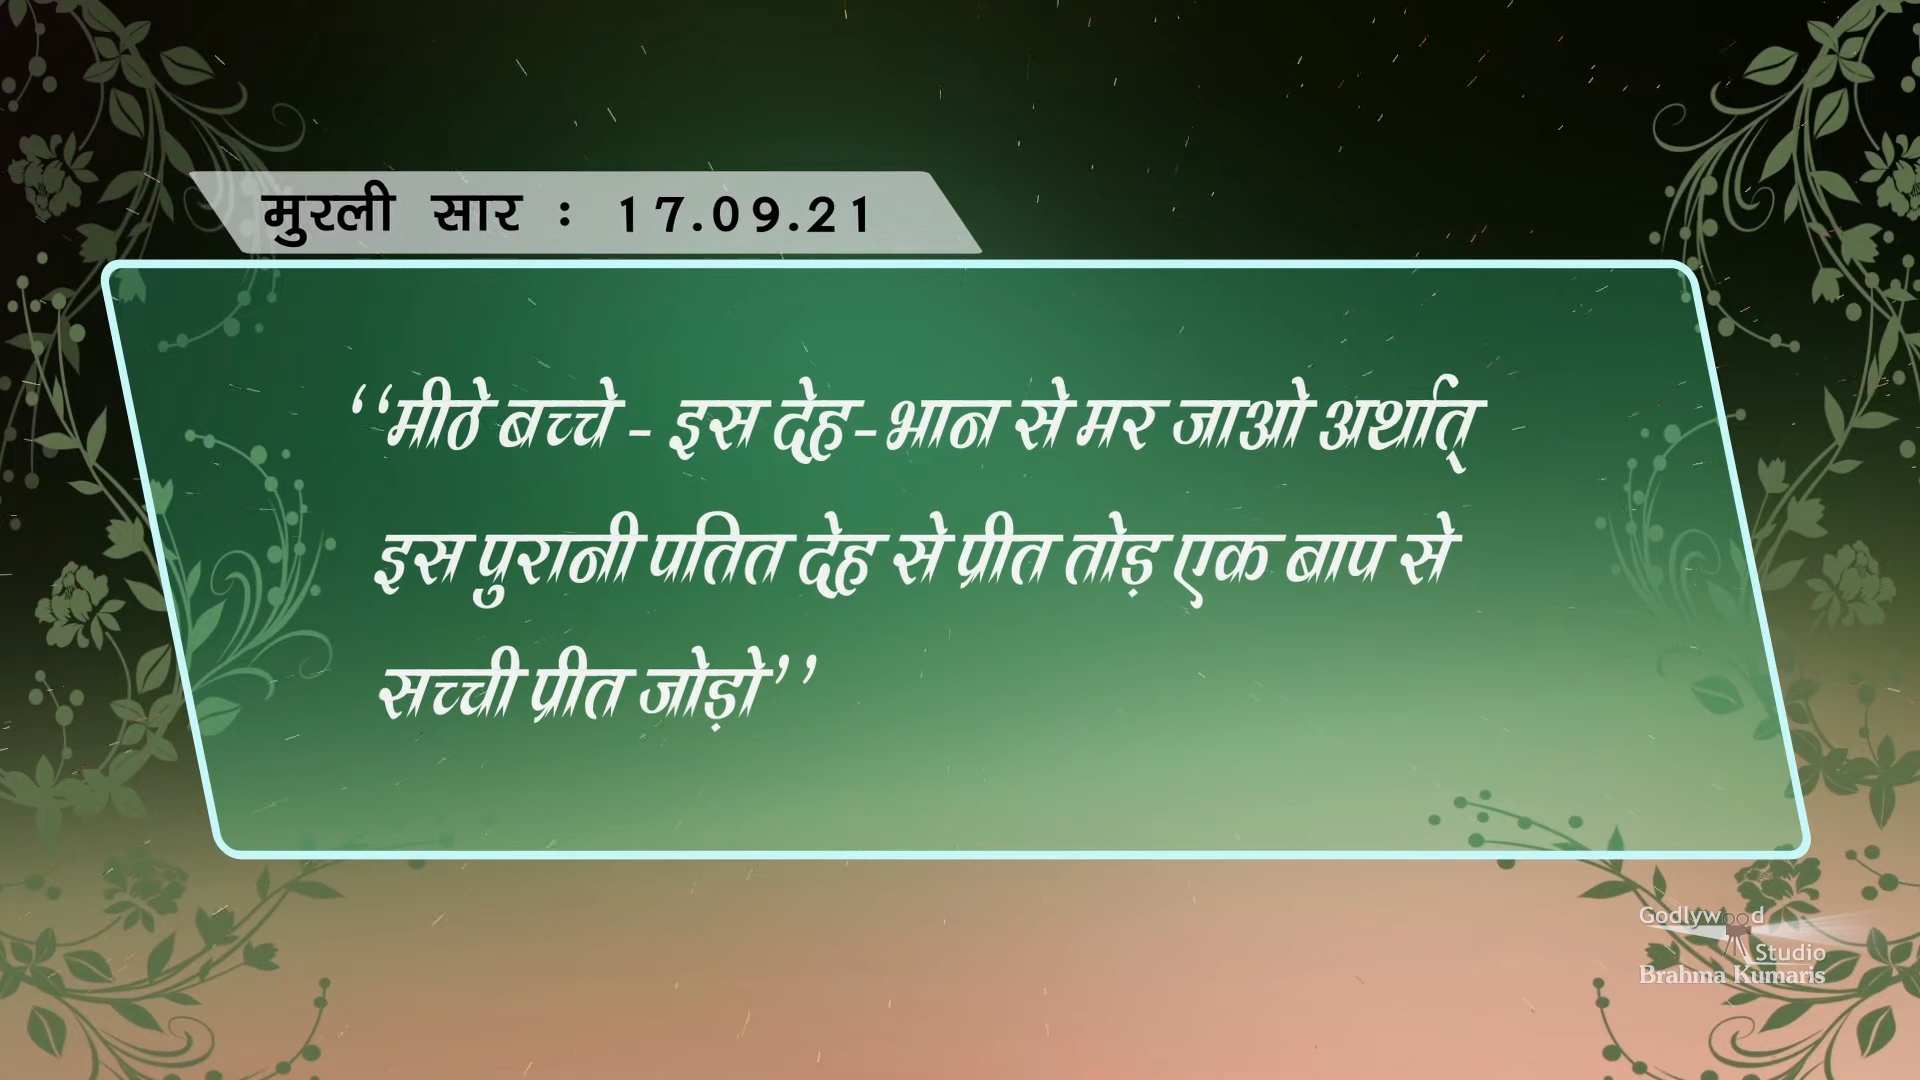 मुरली सार : 17.09.21
‘‘मीठे बच्चे - इस देह-भान से मर जाओ अर्थात्
इस पुरानी पतित देह से प्रीत तोड़ एक बाप से
सच्ची प्रीत जोड़ो’’
Godlywood
Studio
Brahma Kumaris